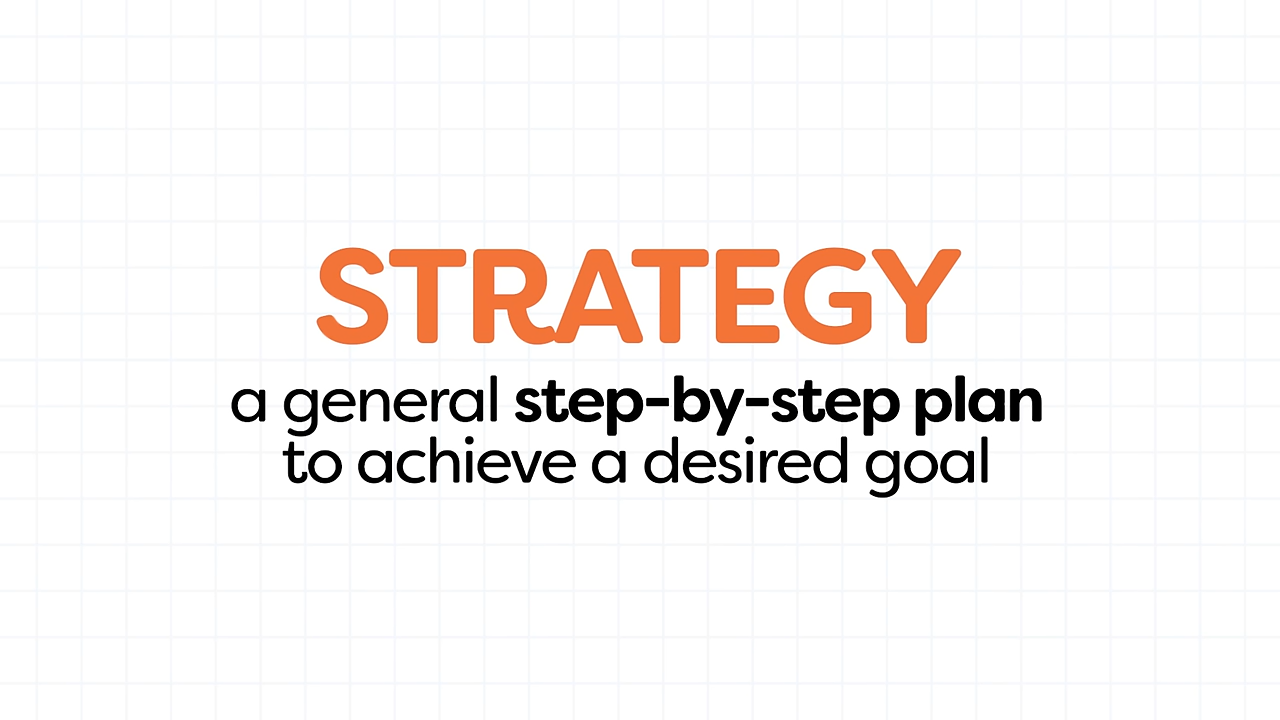 STRATEGY
a general step-by-step plan
to achieve a desired goal